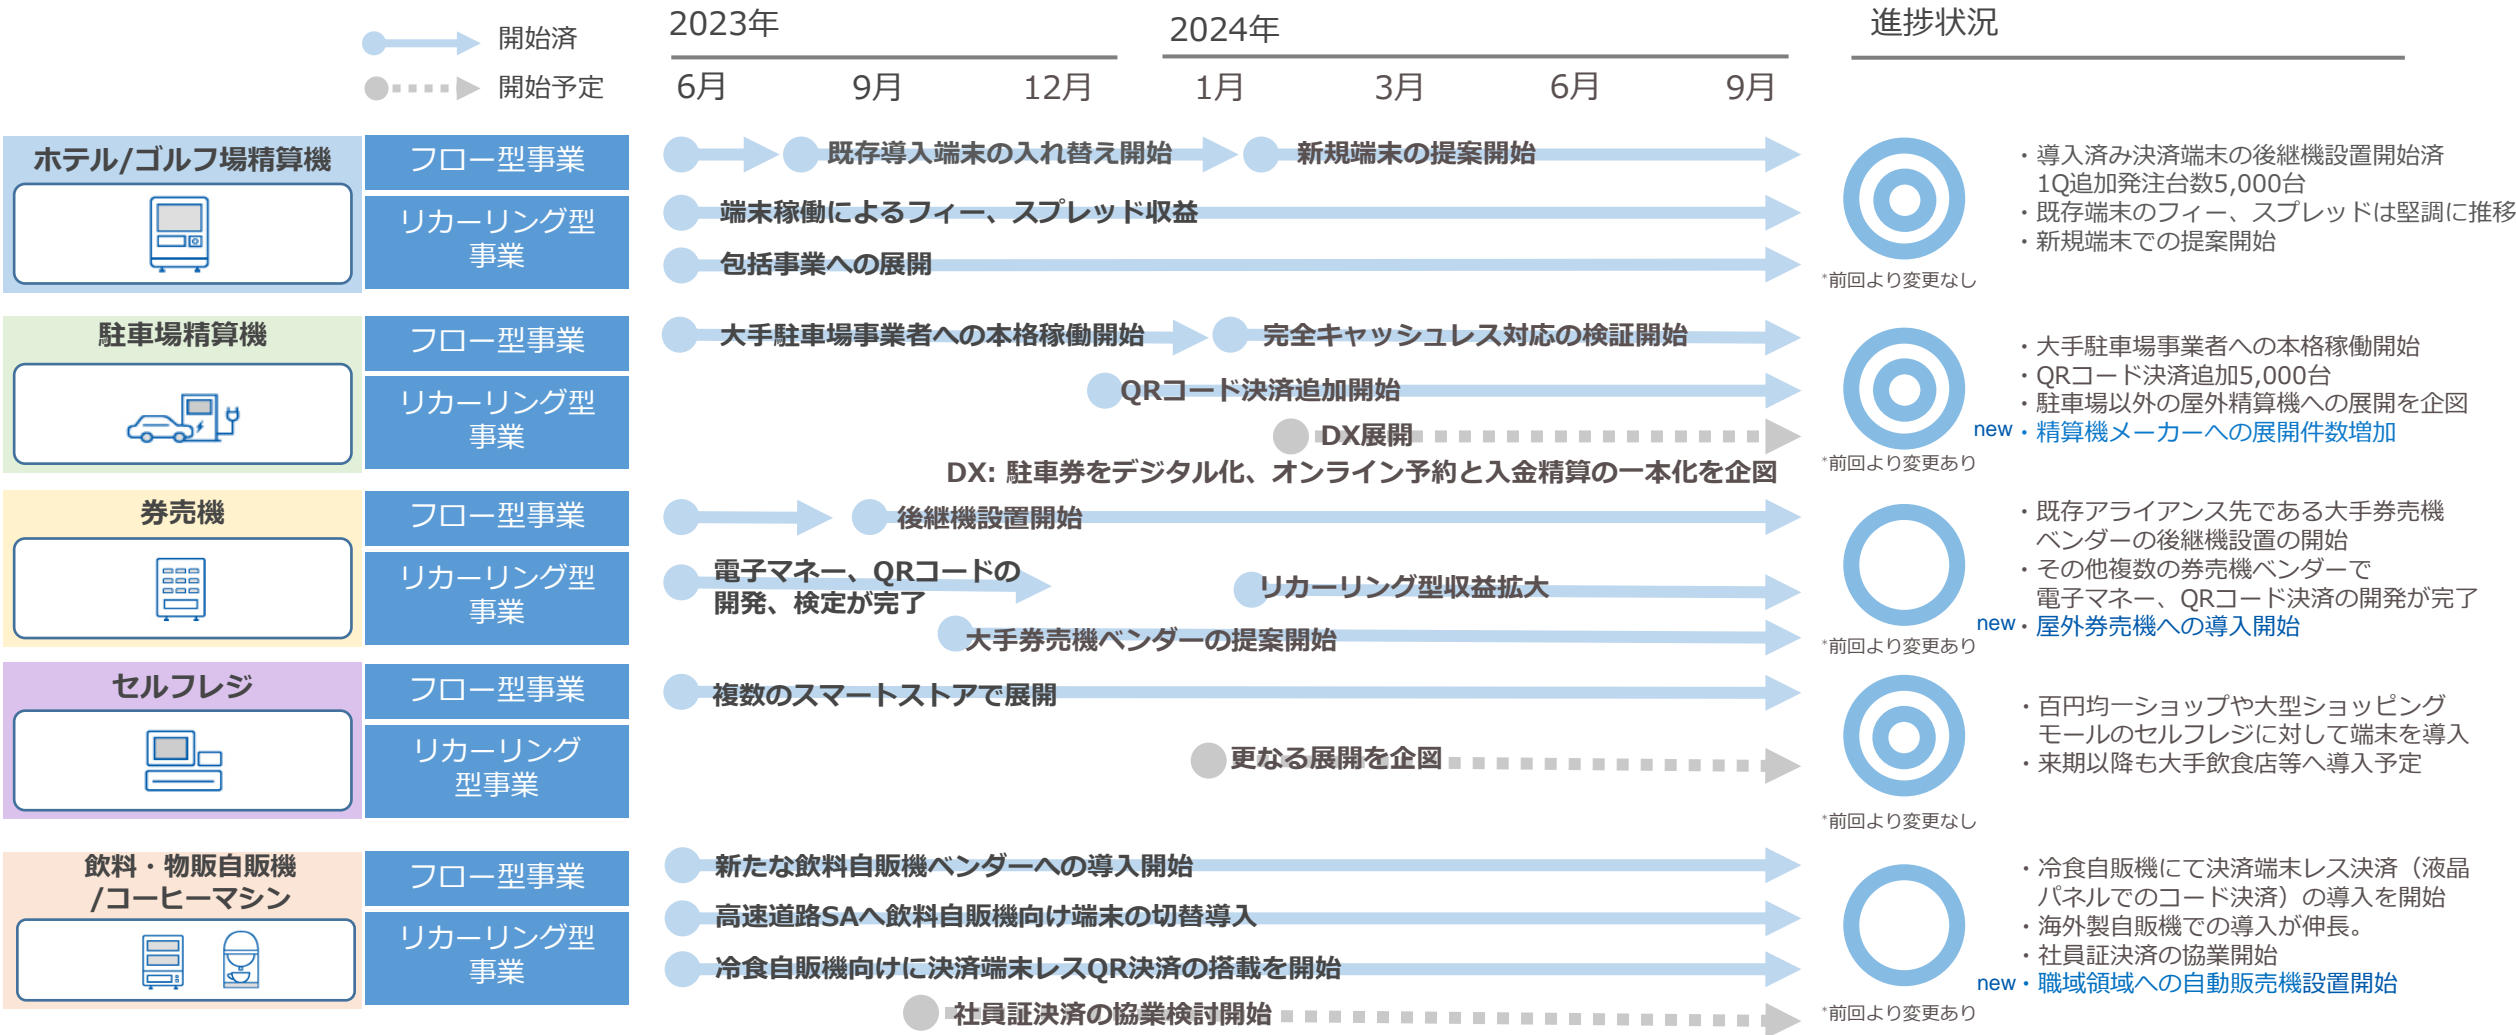 開始済
開始予定
2023年
2024年
進捗状況
6月
9月
12月
1月
3月
6月
9月
ホテル/ゴルフ場精算機
フロー型事業
リカーリング型
事業
既存導入端末の入れ替え開始
新規端末の提案開始
端末稼働によるフィー、スプレッド収益
包括事業への展開
*前回より変更なし
・導入済み決済端末の後継機設置開始済
1Q追加発注台数5,000台
・既存端末のフィー、スプレッドは堅調に推移
・新規端末での提案開始
駐車場精算機
フロー型事業
リカーリング型
事業
大手駐車場事業者への本格稼働開始
完全キャッシュレス対応の検証開始
QRコード決済追加開始
DX展開
DX: 駐車券をデジタル化、オンライン予約と入金精算の一本化を企図
*前回より変更あり
・大手駐車場事業者への本格稼働開始
・QRコード決済追加5,000台
・駐車場以外の屋外精算機への展開を企図
new・精算機メーカーへの展開件数増加
券売機
フロー型事業
リカーリング型
事業
後継機設置開始
電子マネー、QRコードの
開発、検定が完了
リカーリング型収益拡大
大手券売機ベンダーの提案開始
*前回より変更あり
・既存アライアンス先である大手券売機
ベンダーの後継機設置の開始
・その他複数の券売機ベンダーで
電子マネー、QRコード決済の開発が完了
new・屋外券売機への導入開始
セルフレジ
フロー型事業
リカーリング
型事業
複数のスマートストアで展開
更なる展開を企図
*前回より変更なし
・百円均一ショップや大型ショッピング
モールのセルフレジに対して端末を導入
・来期以降も大手飲食店等へ導入予定
飲料・物販自販機
/コーヒーマシン
フロー型事業
リカーリング型
事業
新たな飲料自販機ベンダーへの導入開始
高速道路SAへ飲料自販機向け端末の切替導入
冷食自販機向けに決済端末レスQR決済の搭載を開始
社員証決済の協業検討開始
*前回より変更あり
・冷食自販機にて決済端末レス決済（液晶
パネルでのコード決済）の導入を開始
・海外製自販機での導入が伸長。
・社員証決済の協業開始
new・職域領域への自動販売機設置開始